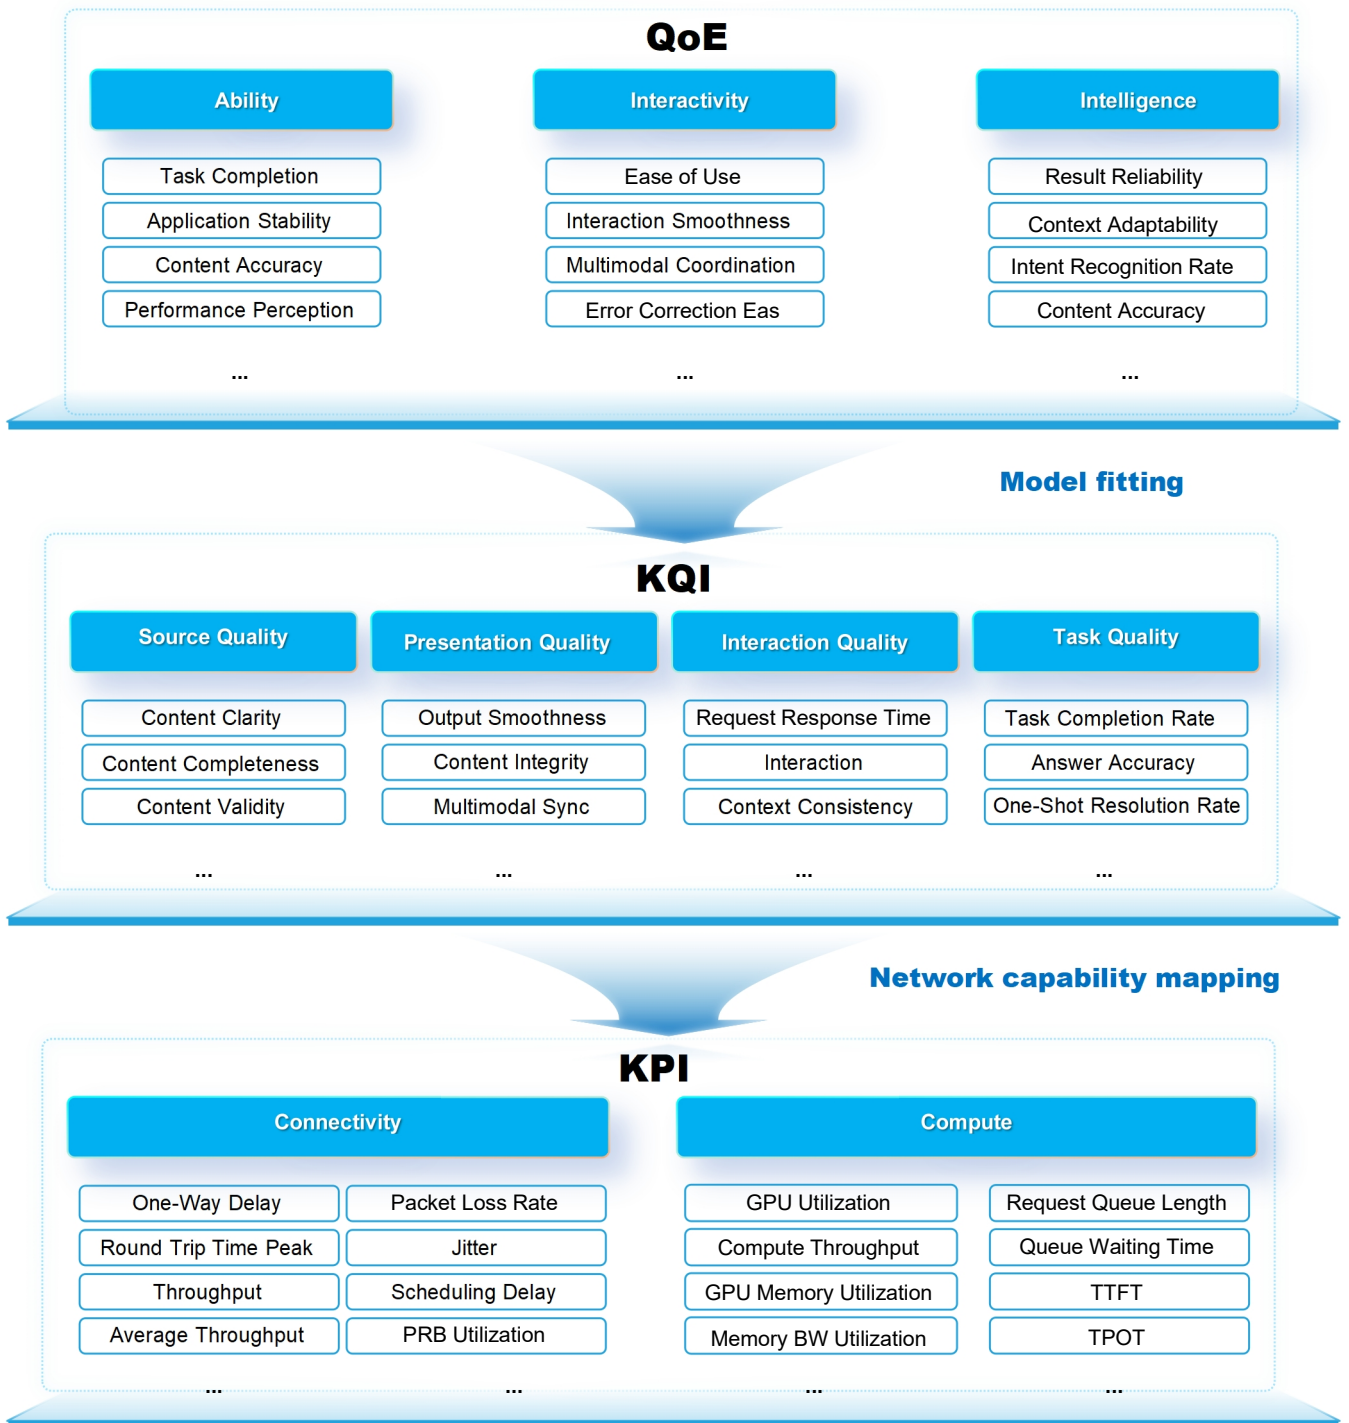 QoE
Ability
Interactivity
Intelligence
Task Completion
Ease of Use
Result Reliability
Application Stability
Interaction Smoothness
Context Adaptability
Content Accuracy
Multimodal Coordination
Intent Recognition Rate
Performance Perception
Error Correction Eas
Content Accuracy
...
...
...
Model fitting
KQI
Source Quality
Presentation Quality
Interaction Quality
Task Quality
Content Clarity
Output Smoothness
Request Response Time
Task Completion Rate
Content Completeness
Content Integrity
Interaction
Answer Accuracy
Content Validity
Multimodal Sync
Context Consistency
One-Shot Resolution Rate
...
...
...
...
Network capability mapping
KPI
Connectivity
Compute
One-Way Delay
Packet Loss Rate
GPU Utilization
Request Queue Length
Round Trip Time Peak
Jitter
Compute Throughput
Queue Waiting Time
Throughput
Scheduling Delay
GPU Memory Utilization
TTFT
Average Throughput
PRB Utilization
Memory BW Utilization
TPOT
...
...
...
...